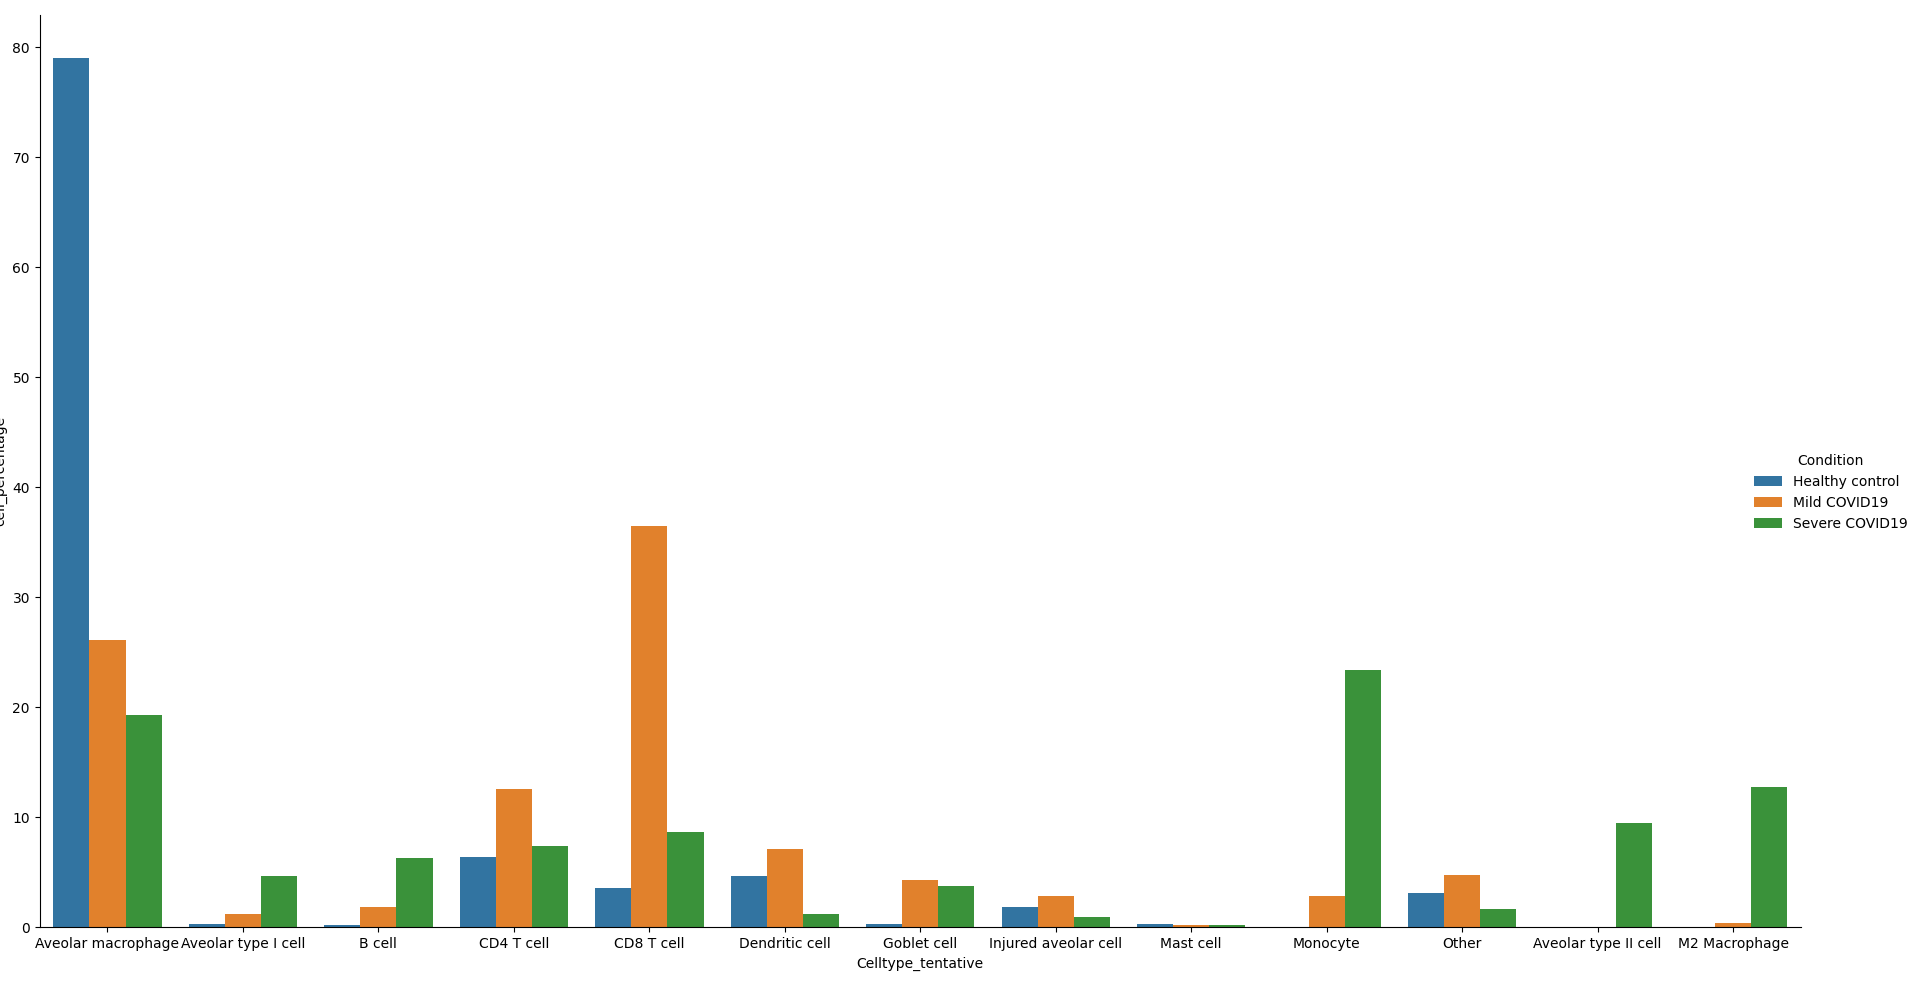 80
70
60
50
40
30
20
10
0
cell_percentage
Aveolar macrophage Aveolar type I cell B cell CD4 T cell CD8 T cell Dendritic cell Goblet cell Injured aveolar cell Mast cell Monocyte Other Aveolar type II cell M2 Macrophage
Celltype_tentative
Condition
Healthy control
Mild COVID19
Severe COVID19